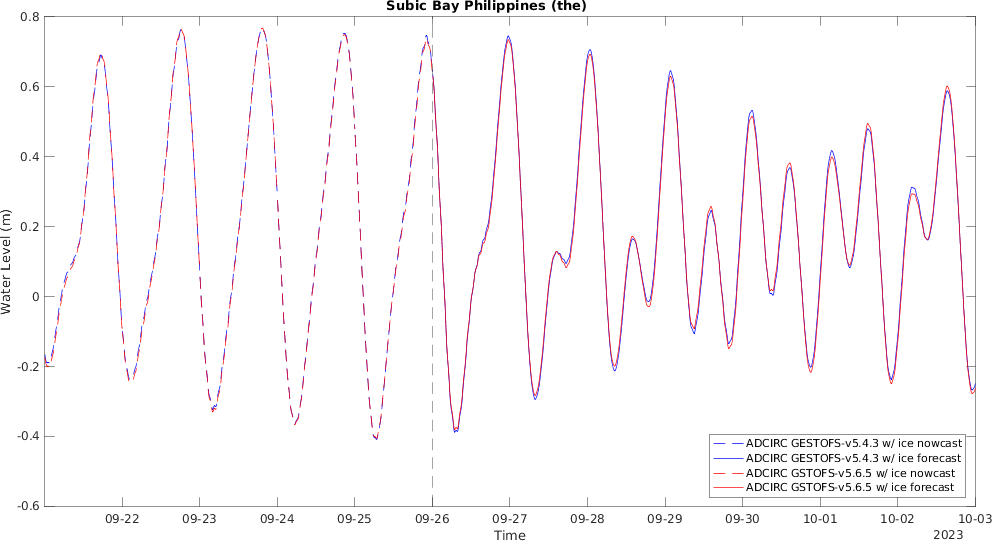 Subic Bay Philippines (the)
0.8
0.6
0.4
0.2
0
-0.2
-0.4
-0.6
Water Level (m)
ADCIRC GESTOFS-v5.4.3 w/ ice nowcast
ADCIRC GESTOFS-v5.4.3 w/ ice forecast
ADCIRC GSTOFS-v5.6.5 w/ ice nowcast
ADCIRC GSTOFS-v5.6.5 w/ ice forecast
09-22 09-23 09-24 09-25 09-26 09-27 09-28 09-29 09-30 10-01 10-02 10-03
Time
2023